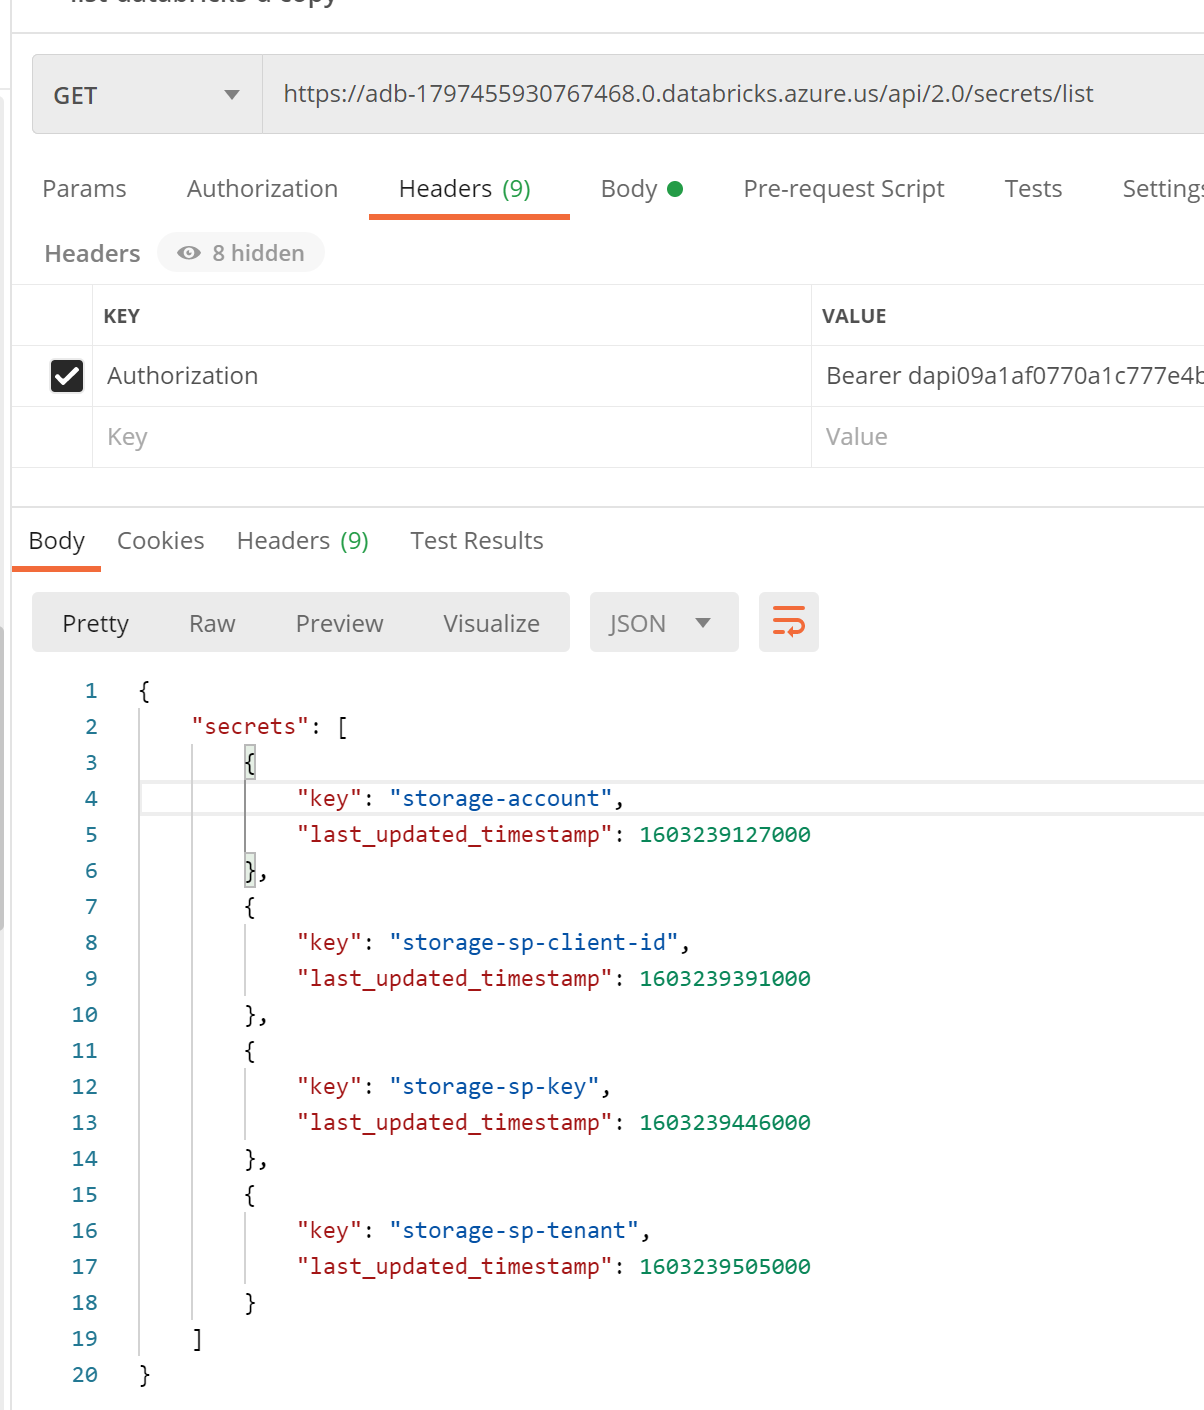 list-databricks-d copy
GET
https://adb-1797455930767468.0.databricks.azure.us/api/2.0/secrets/list
Params Authorization Headers (9) Body Pre-request Script Tests Settings
Headers 8 hidden
KEY VALUE
Authorization Bearer dapi09a1af0770a1c777e4b
Key Value
Body Cookies Headers (9) Test Results
Pretty Raw Preview Visualize JSON
1 {
2 "secrets": [
3 {
4 "key": "storage-account",
5 "last_updated_timestamp": 1603239127000
6 },
7 {
8 "key": "storage-sp-client-id",
9 "last_updated_timestamp": 1603239391000
10 },
11 {
12 "key": "storage-sp-key",
13 "last_updated_timestamp": 1603239446000
14 },
15 {
16 "key": "storage-sp-tenant",
17 "last_updated_timestamp": 1603239505000
18 }
19 ]
20 }